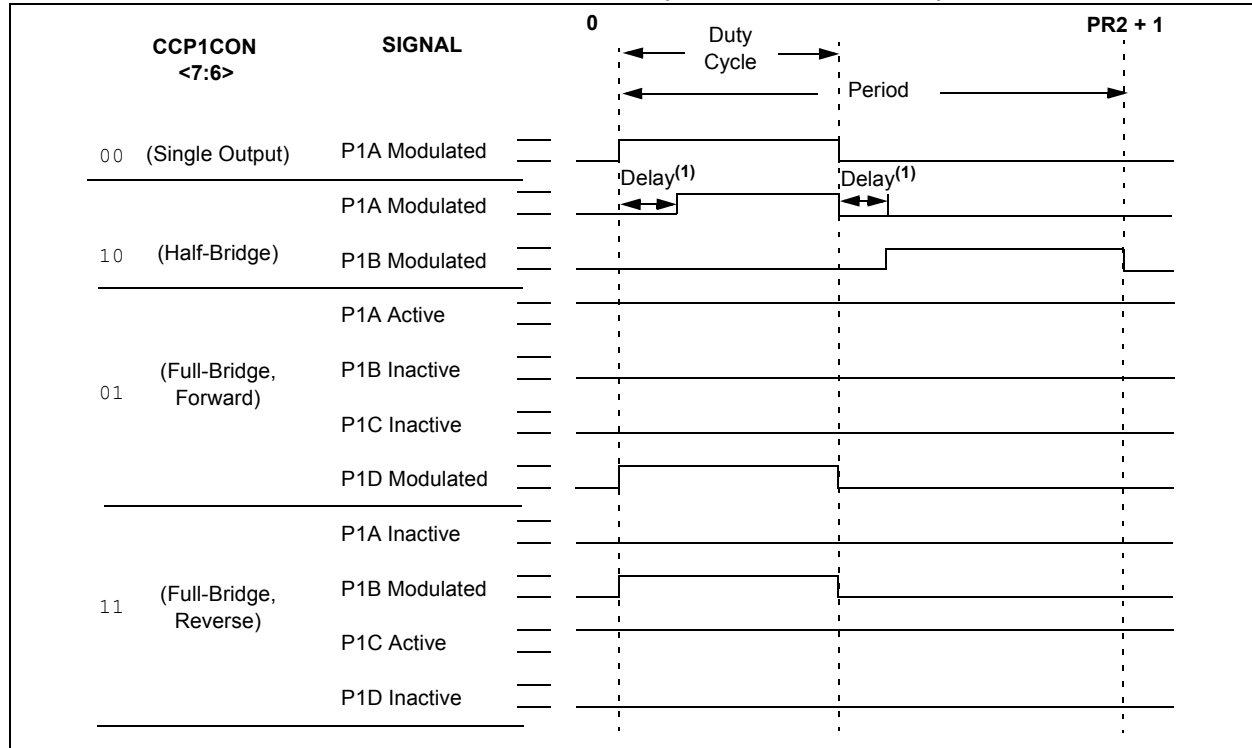 0
PR2 + 1
CCP1CON
<7:6>
SIGNAL
Duty
Cycle
Period
00 (Single Output) P1A Modulated
Delay(1) Delay(1)
P1A Modulated
10 (Half-Bridge) P1B Modulated
P1A Active
01 (Full-Bridge,
Forward)
P1B Inactive
P1C Inactive
P1D Modulated
P1A Inactive
11 (Full-Bridge,
Reverse)
P1B Modulated
P1C Active
P1D Inactive